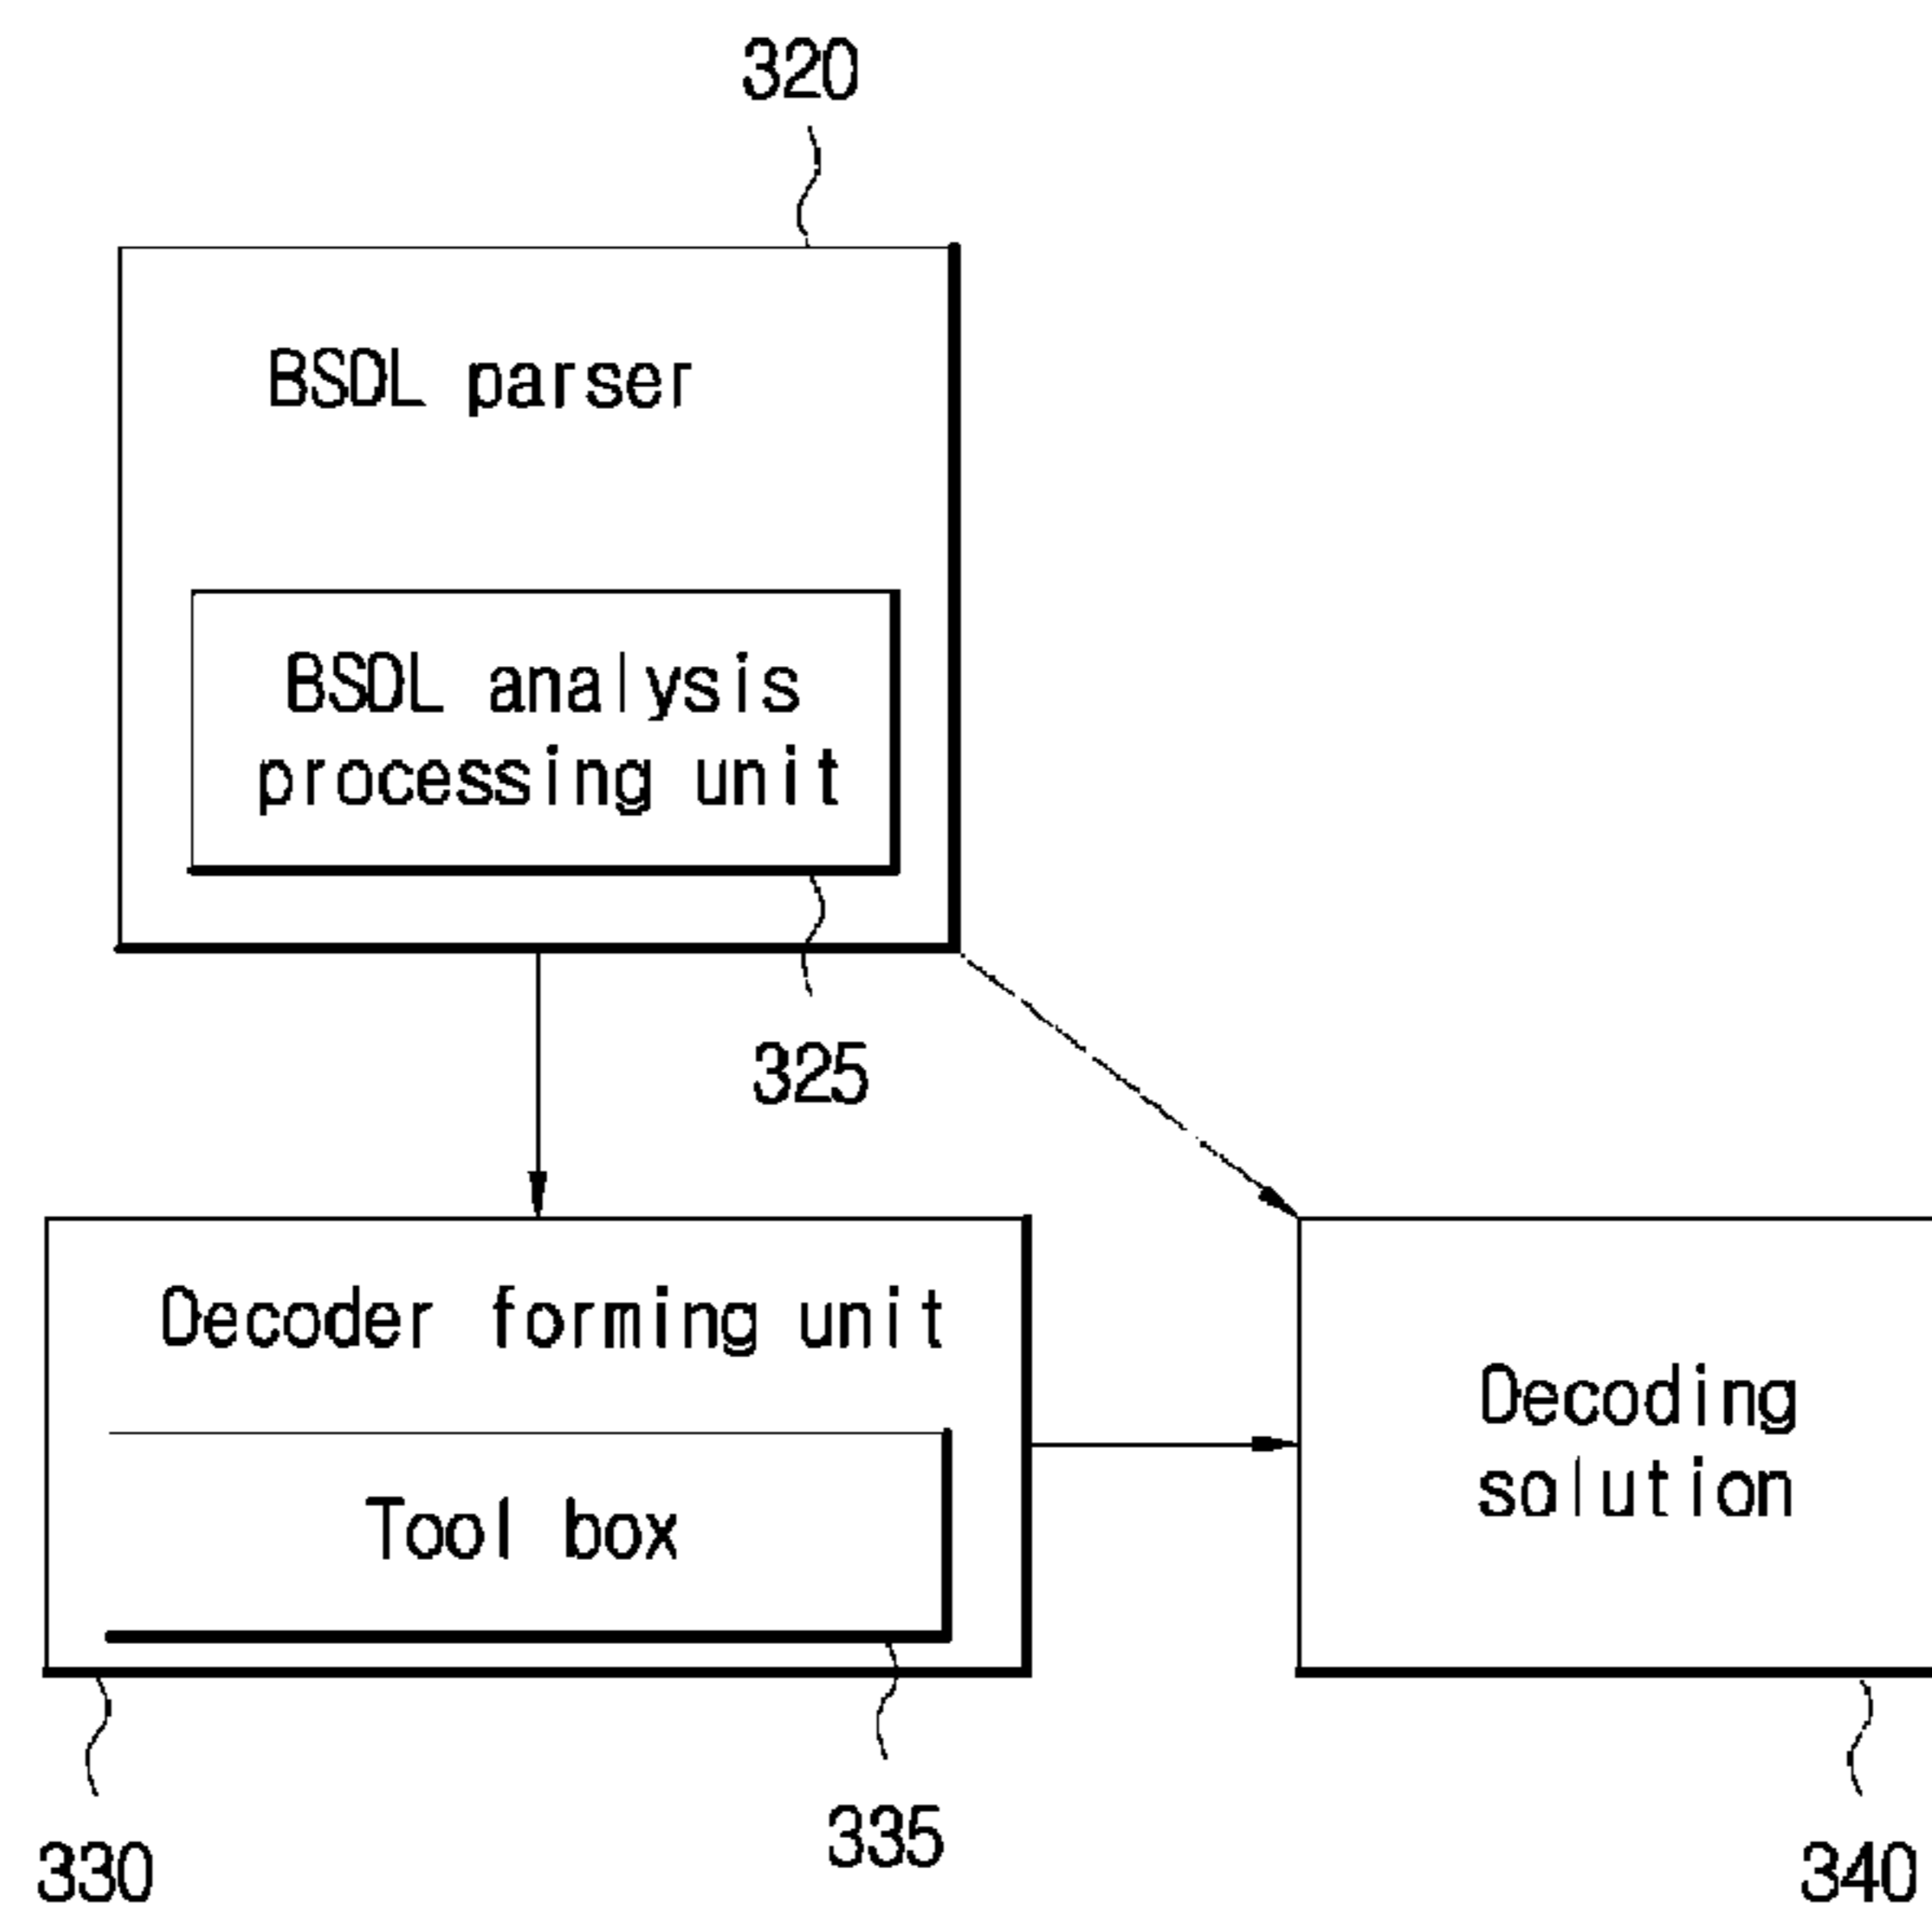 320
BSDL parser
BSDL analysis
processing unit
325
Decoder forming unit
Tool box
Decoding
solution
330
335
340